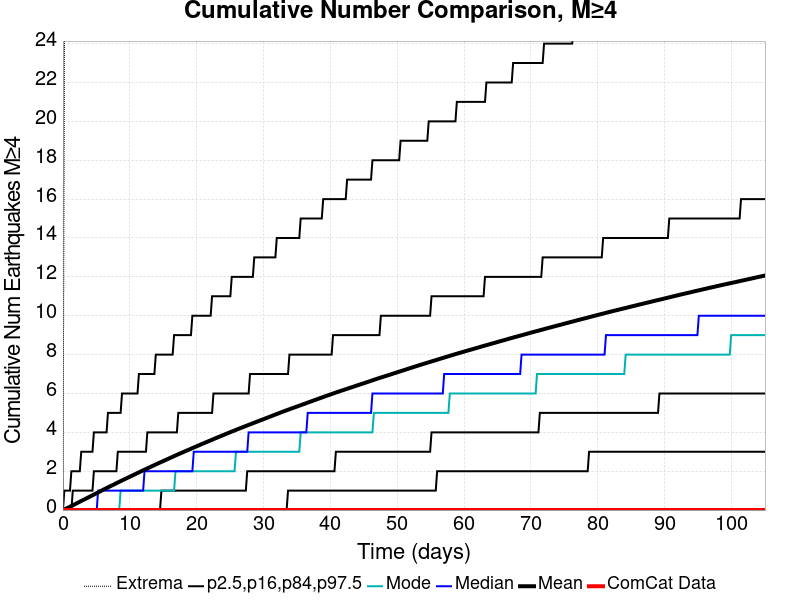 Cumulative Number Comparison, M≥4
Cumulative Num Earthquakes M≥4
24
22
20
18
16
14
12
10
8
6
4
2
0
0 10 20 30 40 50 60 70 80 90 100
Time (days)
Extrema p2.5,p16,p84,p97.5 Mode Median Mean ComCat Data